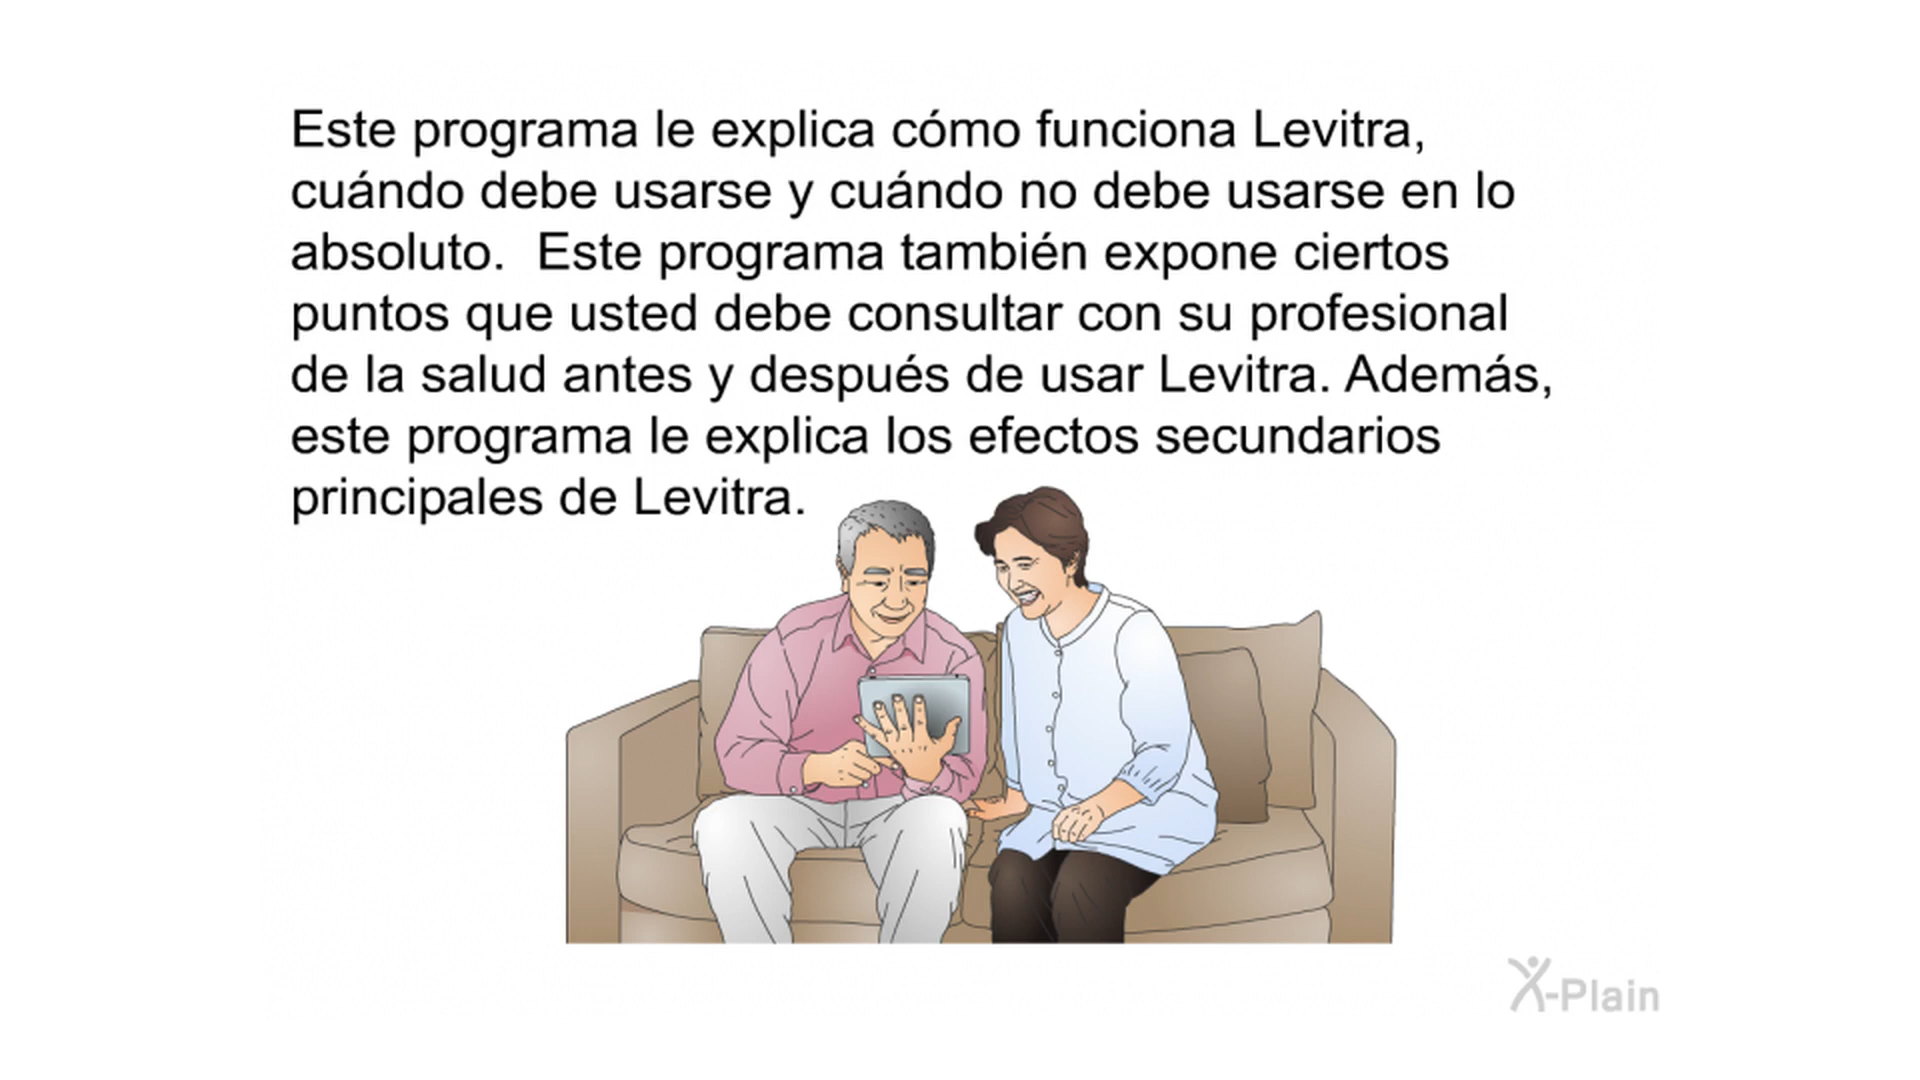 Este programa le explica cómo funciona Levitra,
cuándo debe usarse y cuándo no debe usarse en lo
absoluto.  Este programa también expone ciertos
puntos que usted debe consultar con su profesional
de la salud antes y después de usar Levitra. Además,
este programa le explica los efectos secundarios
principales de Levitra.
X-Plain